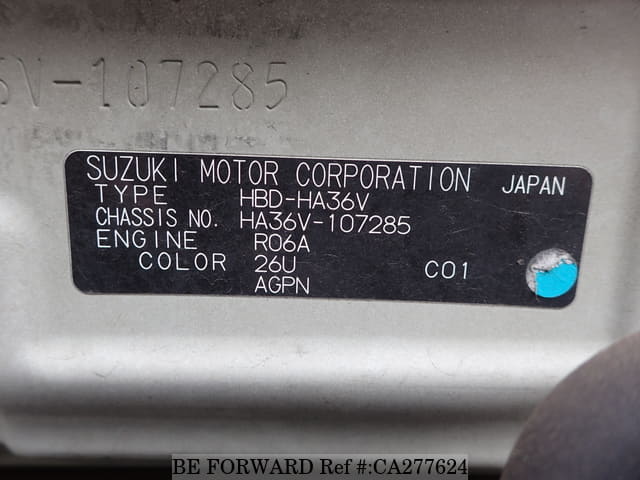 6V-107285
SUZUKI MOTOR CORPORATION JAPAN
TYPE HBD-HA36V
CHASSIS NO. HA36V-107285
ENGINE R06A
COLOR 26U C01
AGPN
BE FORWARD Ref #:CA277624